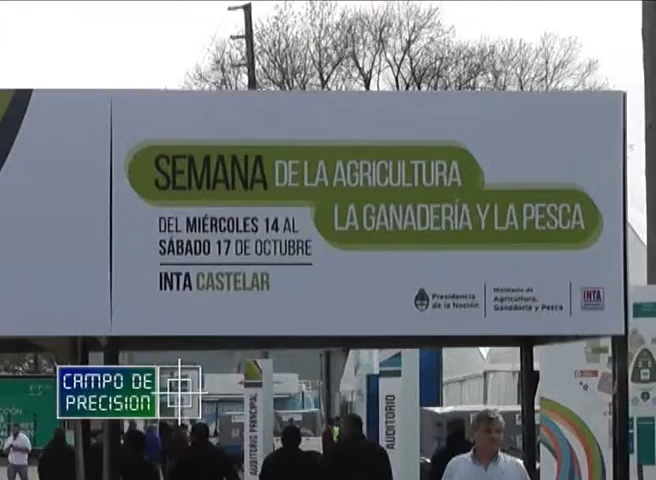 SEMANA DE LA AGRICULTURA
LA GANADERÍA Y LA PESCA
DEL MIÉRCOLES 14 AL
SÁBADO 17 DE OCTUBRE
INTA CASTELAR
Presidencia
de la Nación
Ministerio de
Agricultura,
Ganadería y Pesca
INTA
CAMPO DE
PRECISIÓN
AUDITORIO PRINCIPAL
AUDITORIO